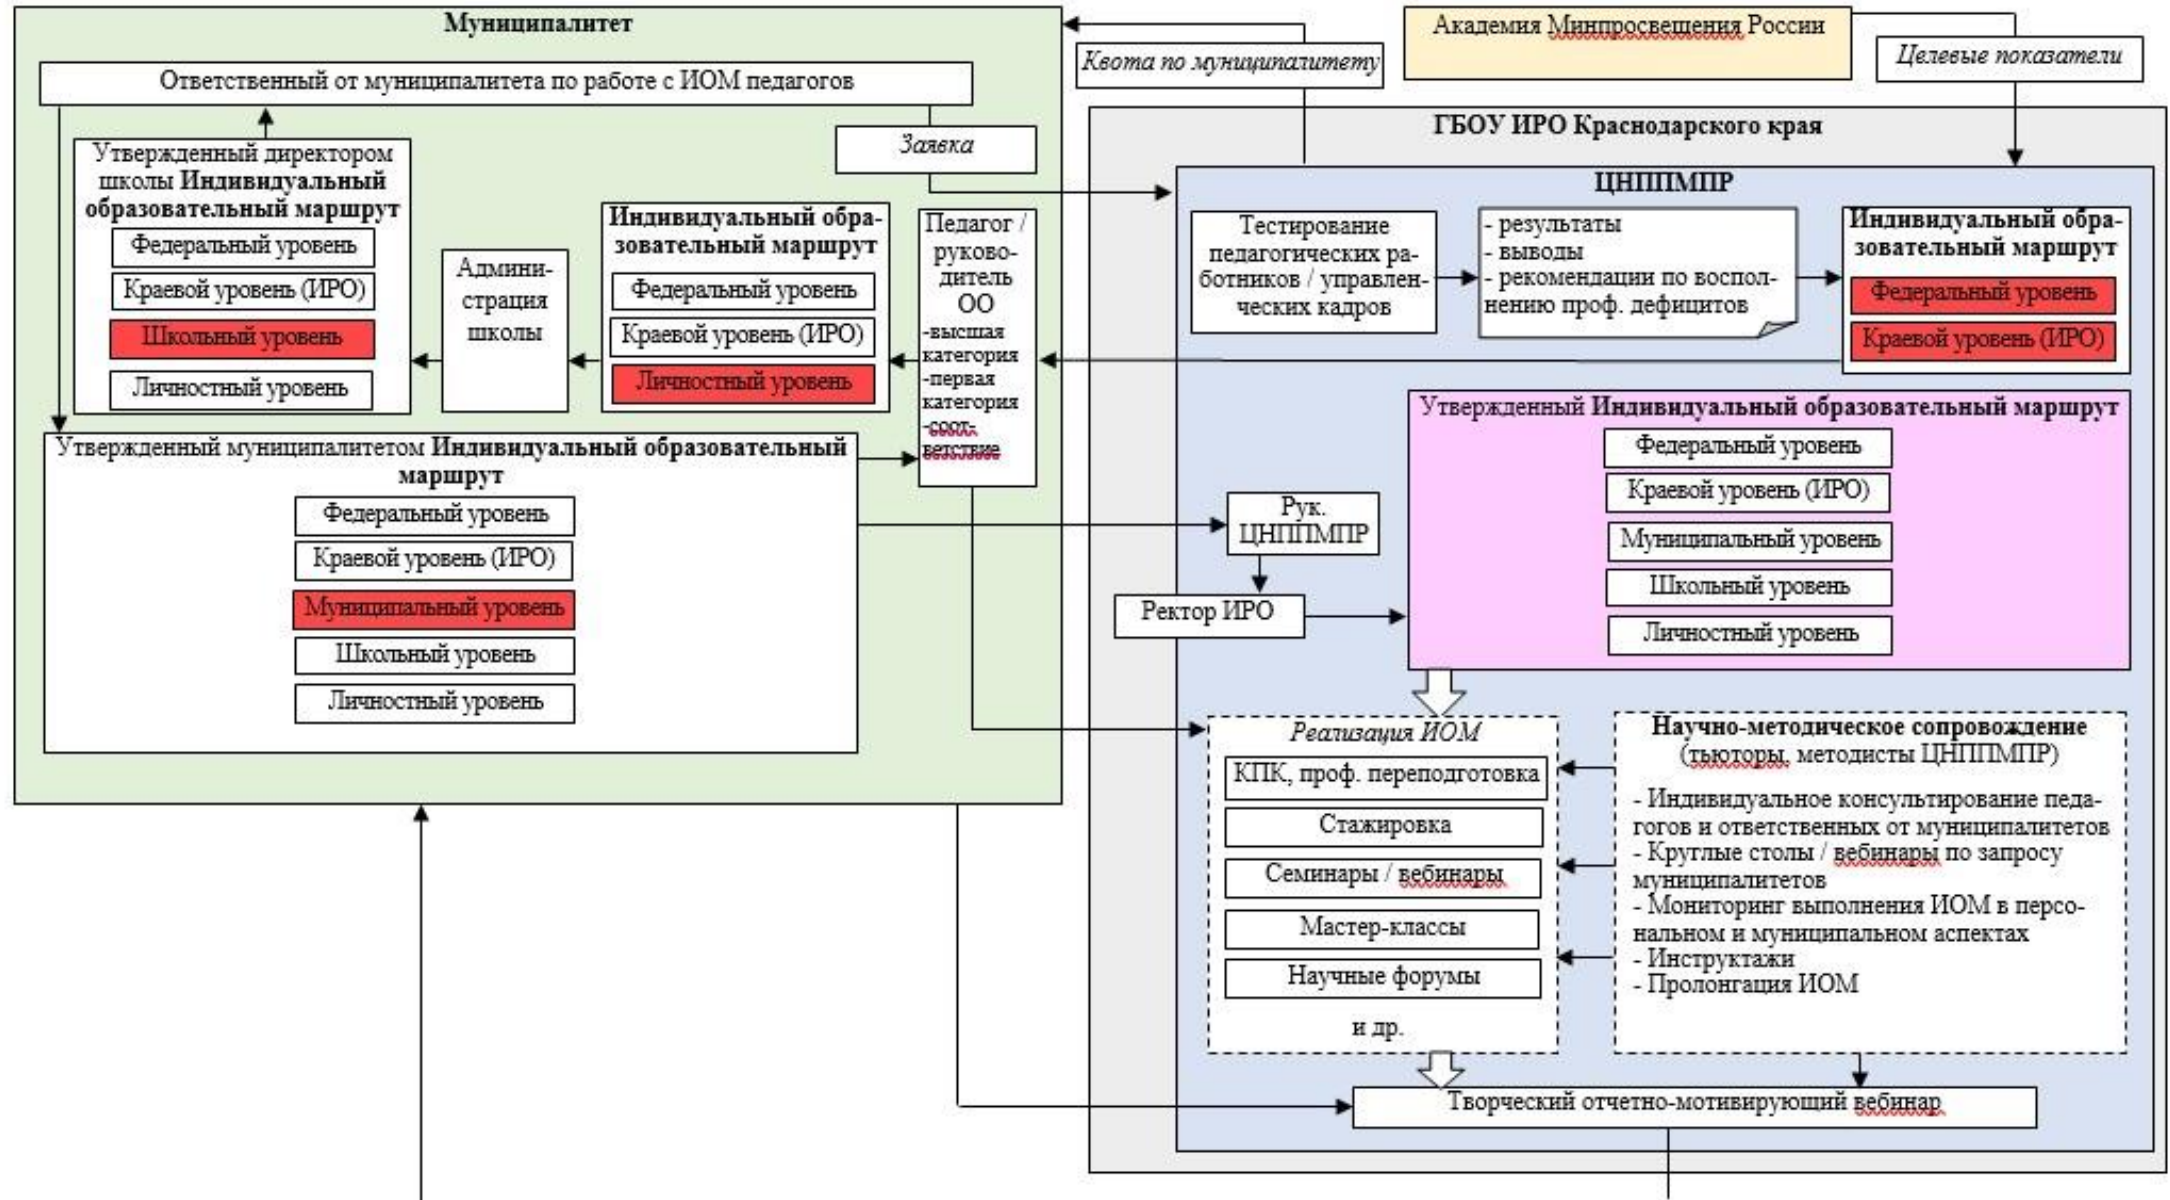 Муниципалитет
Ответственный от муниципалитета по работе с ИОМ педагогов
Заявка
Утвержденный директором
школы Индивидуальный
образовательный маршрут
Федеральный уровень
Краевой уровень (ИРО)
Школьный уровень
Личностный уровень
Админи-
страция
школы
Индивидуальный обра-
зовательный маршрут
Федеральный уровень
Краевой уровень (ИРО)
Личностный уровень
Педагог /
руково-
дитель
ОО
-высшая
категория
-первая
категория
-соот-
ветствие
Утвержденный муниципалитетом Индивидуальный образовательный
маршрут
Федеральный уровень
Краевой уровень (ИРО)
Муниципальный уровень
Школьный уровень
Личностный уровень
Квота по муниципалитету
Академия Минпросвещения России
Целевые показатели
ГБОУ ИРО Краснодарского края
ЦНППМПР
Тестирование
педагогических ра-
ботников / управлен-
ческих кадров
- результаты
- выводы
- рекомендации по воспол-
нению проф. дефицитов
Индивидуальный обра-
зовательный маршрут
Федеральный уровень
Краевой уровень (ИРО)
Утвержденный Индивидуальный образовательный маршрут
Федеральный уровень
Краевой уровень (ИРО)
Муниципальный уровень
Школьный уровень
Личностный уровень
Рук.
ЦНППМПР
Ректор ИРО
Реализация ИОМ
КПК, проф. переподготовка
Стажировка
Семинары / вебинары
Мастер-классы
Научные форумы
и др.
Научно-методическое сопровождение
(тьюторы, методисты ЦНППМПР)
- Индивидуальное консультирование педа-
гогов и ответственных от муниципалитетов
- Круглые столы / вебинары по запросу
муниципалитетов
- Мониторинг выполнения ИОМ в персо-
нальном и муниципальном аспектах
- Инструктажи
- Пролонгация ИОМ
Творческий отчетно-мотивирующий вебинар